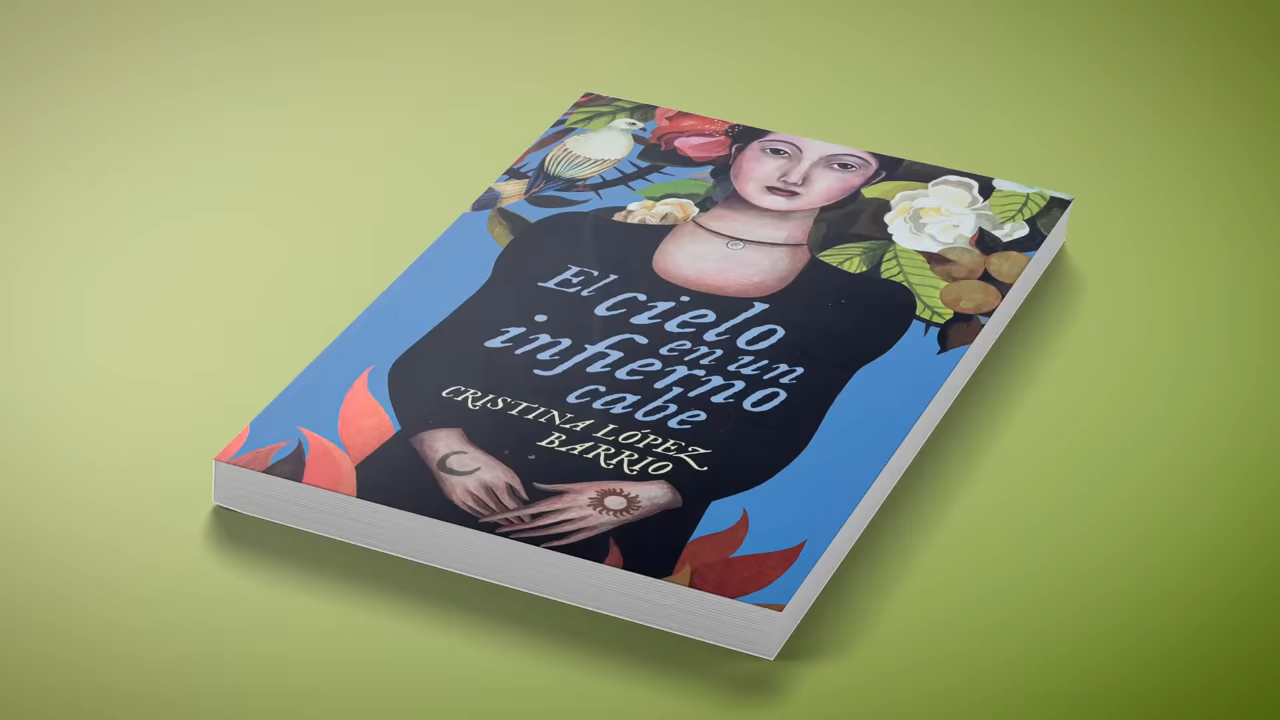 El cielo
en un
infierno
cabe
CRISTINA LÓPEZ
BARRIO